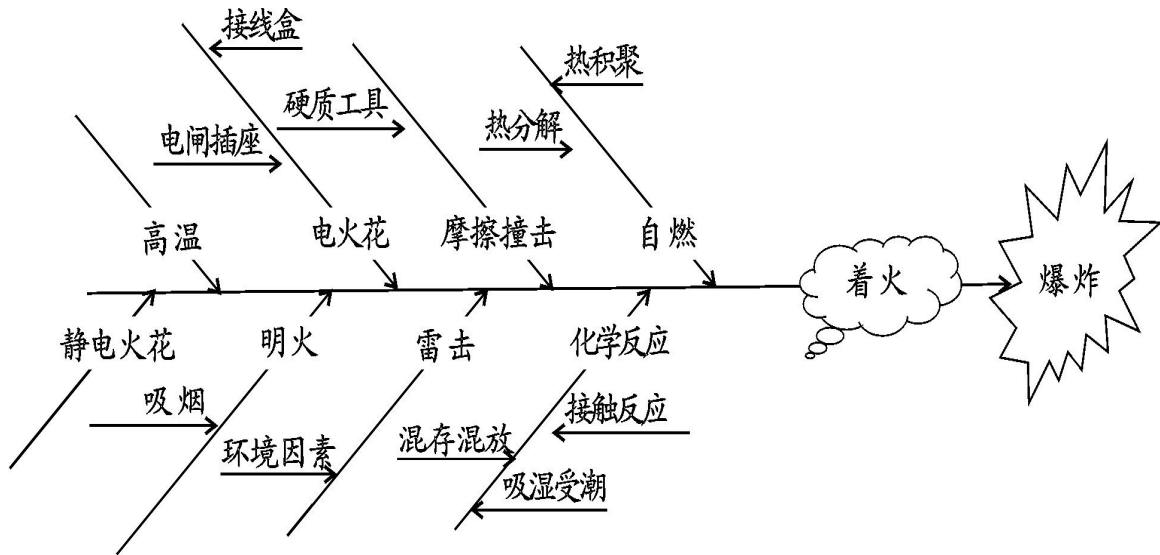 接线盒
热积聚
硬质工具
热分解
电闸插座
高温
电火花
摩擦撞击
自燃
着火
爆炸
静电火花
明火
雷击
化学反应
吸烟
接触反应
环境因素
混存混放
吸湿受潮